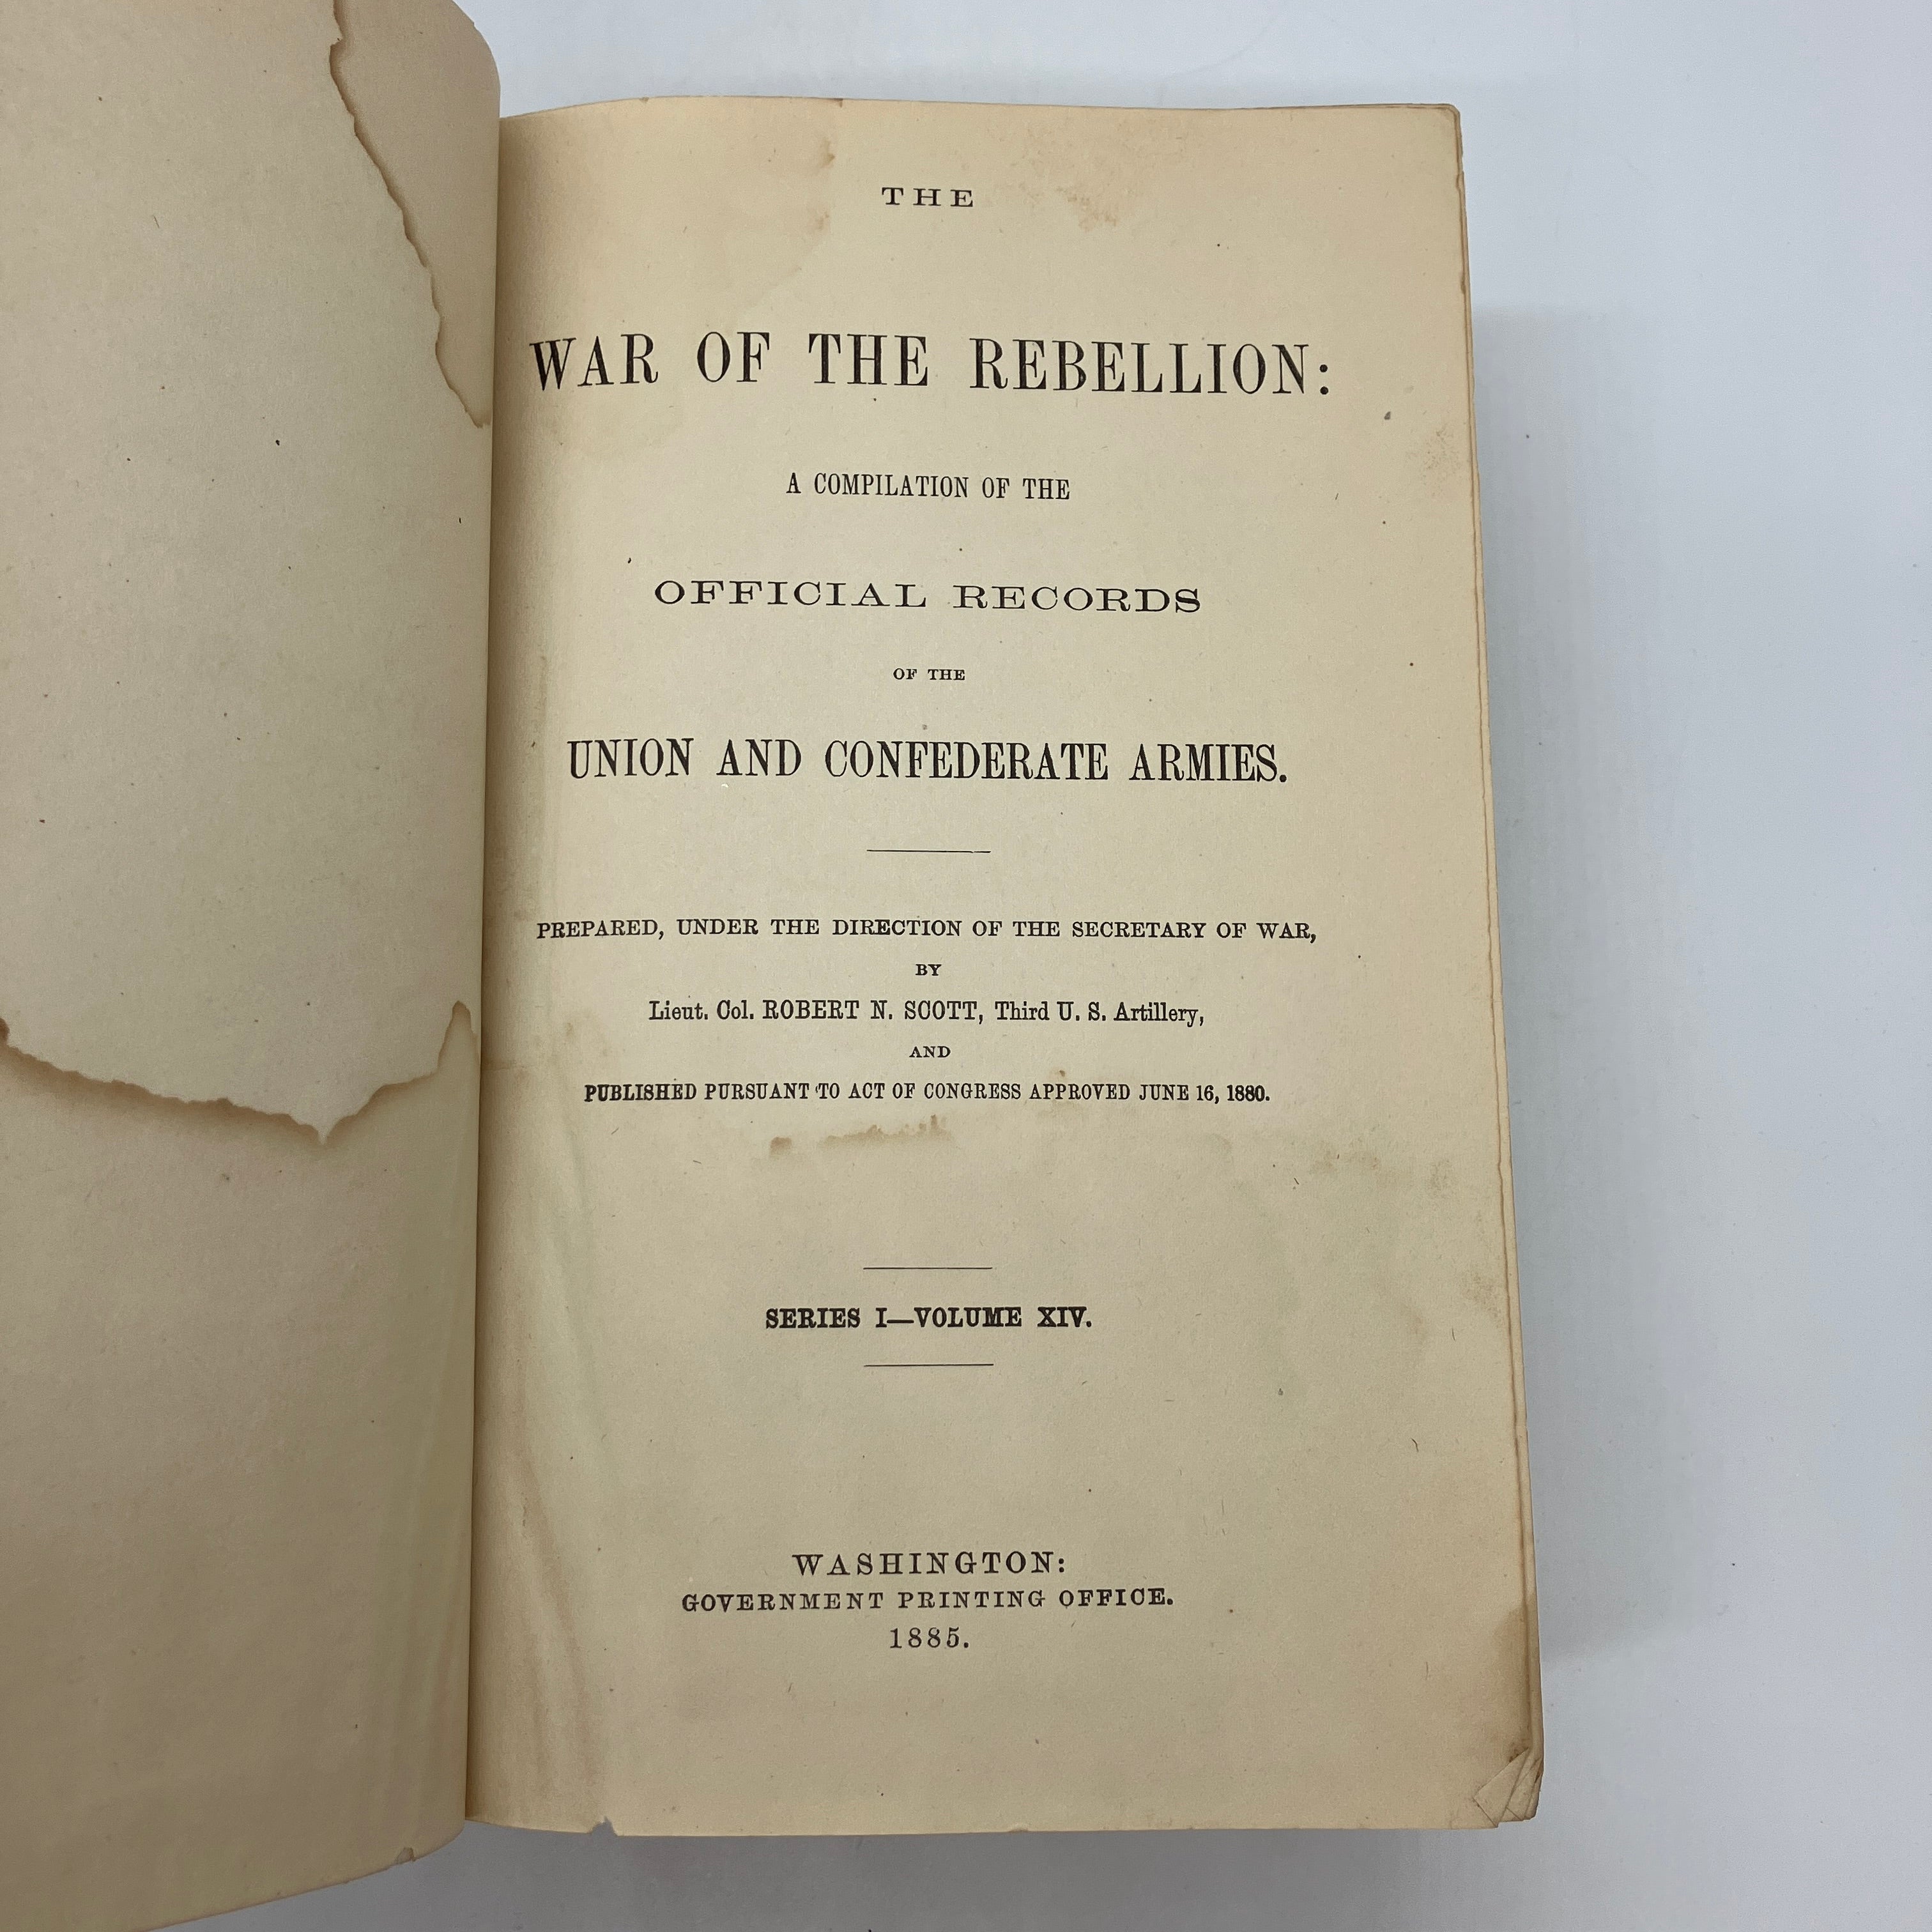 THE
WAR OF THE REBELLION:
A COMPILATION OF THE
OFFICIAL RECORDS
OF THE
UNION AND CONFEDERATE ARMIES.
PREPARED, UNDER THE DIRECTION OF THE SECRETARY OF WAR,
BY
Lieut. Col. ROBERT N. SCOTT, Third U. S. Artillery,
AND
PUBLISHED PURSUANT TO ACT OF CONGRESS APPROVED JUNE 16, 1880.
SERIES I—VOLUME XIV.
WASHINGTON:
GOVERNMENT PRINTING OFFICE.
1885.